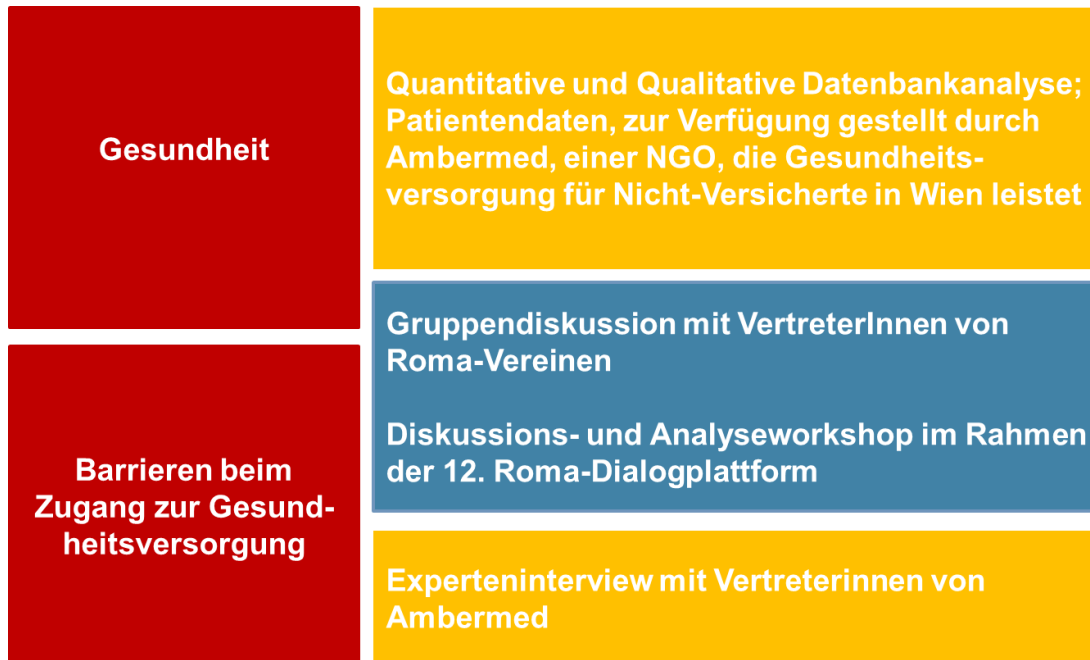 Gesundheit
Quantitative und Qualitative Datenbankanalyse;
Patientendaten, zur Verfügung gestellt durch
Ambermed, einer NGO, die Gesundheits-
versorgung für Nicht-Versicherte in Wien leistet
Gruppendiskussion mit VertreterInnen von
Roma-Vereinen
Diskussions- und Analyseworkshop im Rahmen
der 12. Roma-Dialogplattform
Barrieren beim
Zugang zur Gesund-
heitsversorgung
Experteninterview mit Vertreterinnen von
Ambermed